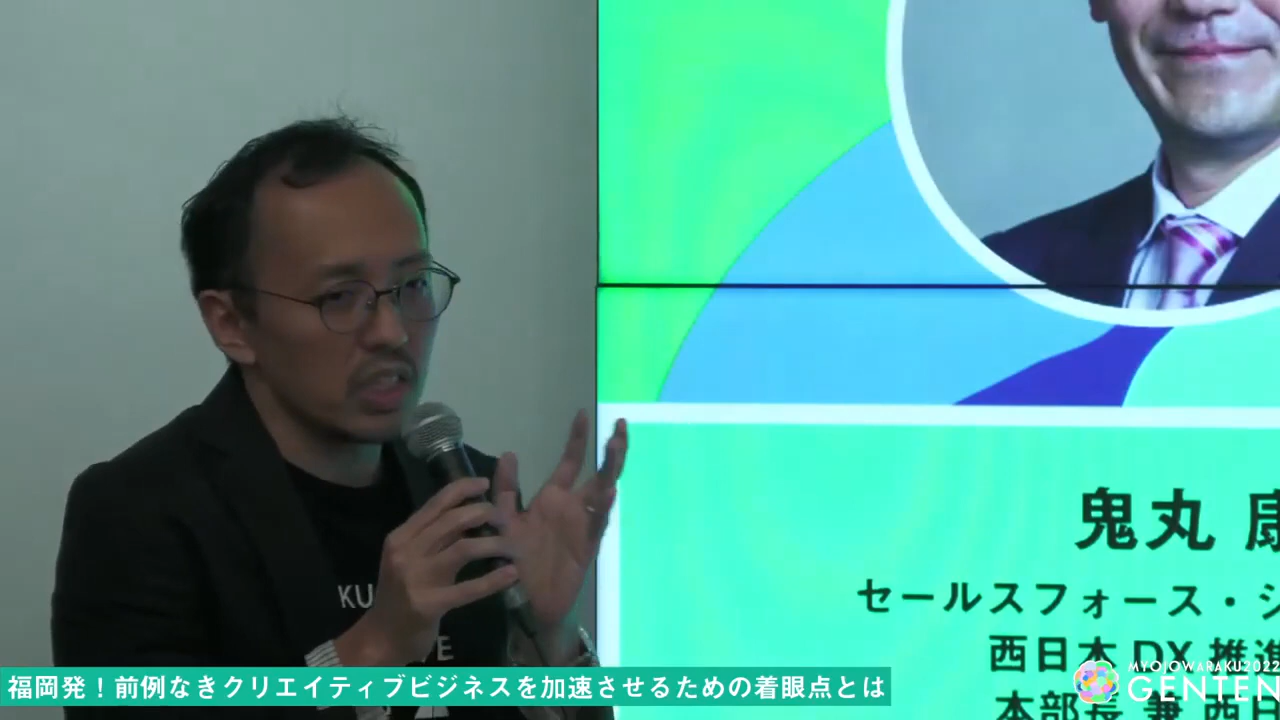 鬼丸 康
セールスフォース・ジ
西日本 DX 推進
本部長 兼 西日
KU
E
福岡発！前例なきクリエイティブビジネスを加速させるための着眼点とは
MYOJOWARAKU2022
GENTEN